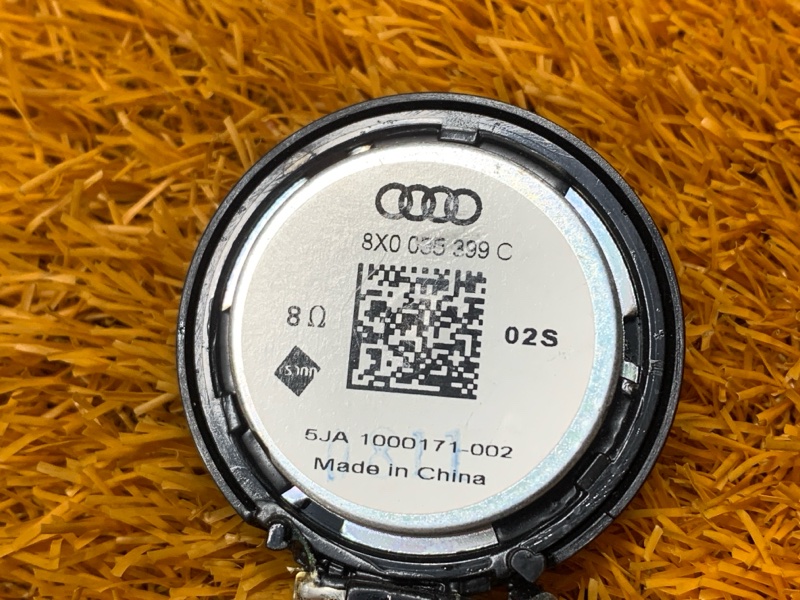 8X0 035 399 C
8 Ω
02S
5JA 1000171-002
Made in China